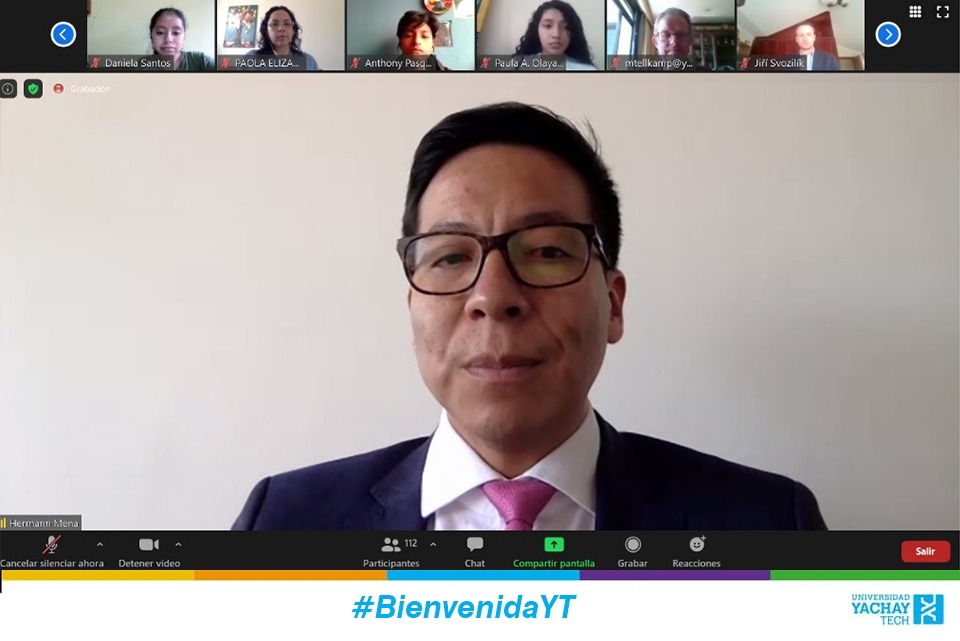 Daniela Santos
PAOLA ELIZA...
Anthony Pasq...
Paula A. Olaya...
mtellkamp@y...
Jiří Svozilík
Grabación
Hermann Mena
Cancelar silenciar ahora
Detener video
112
Participantes
Chat
Compartir pantalla
Grabar
Reacciones
Salir
#BienvenidaYT
UNIVERSIDAD
YACHAY
TECH